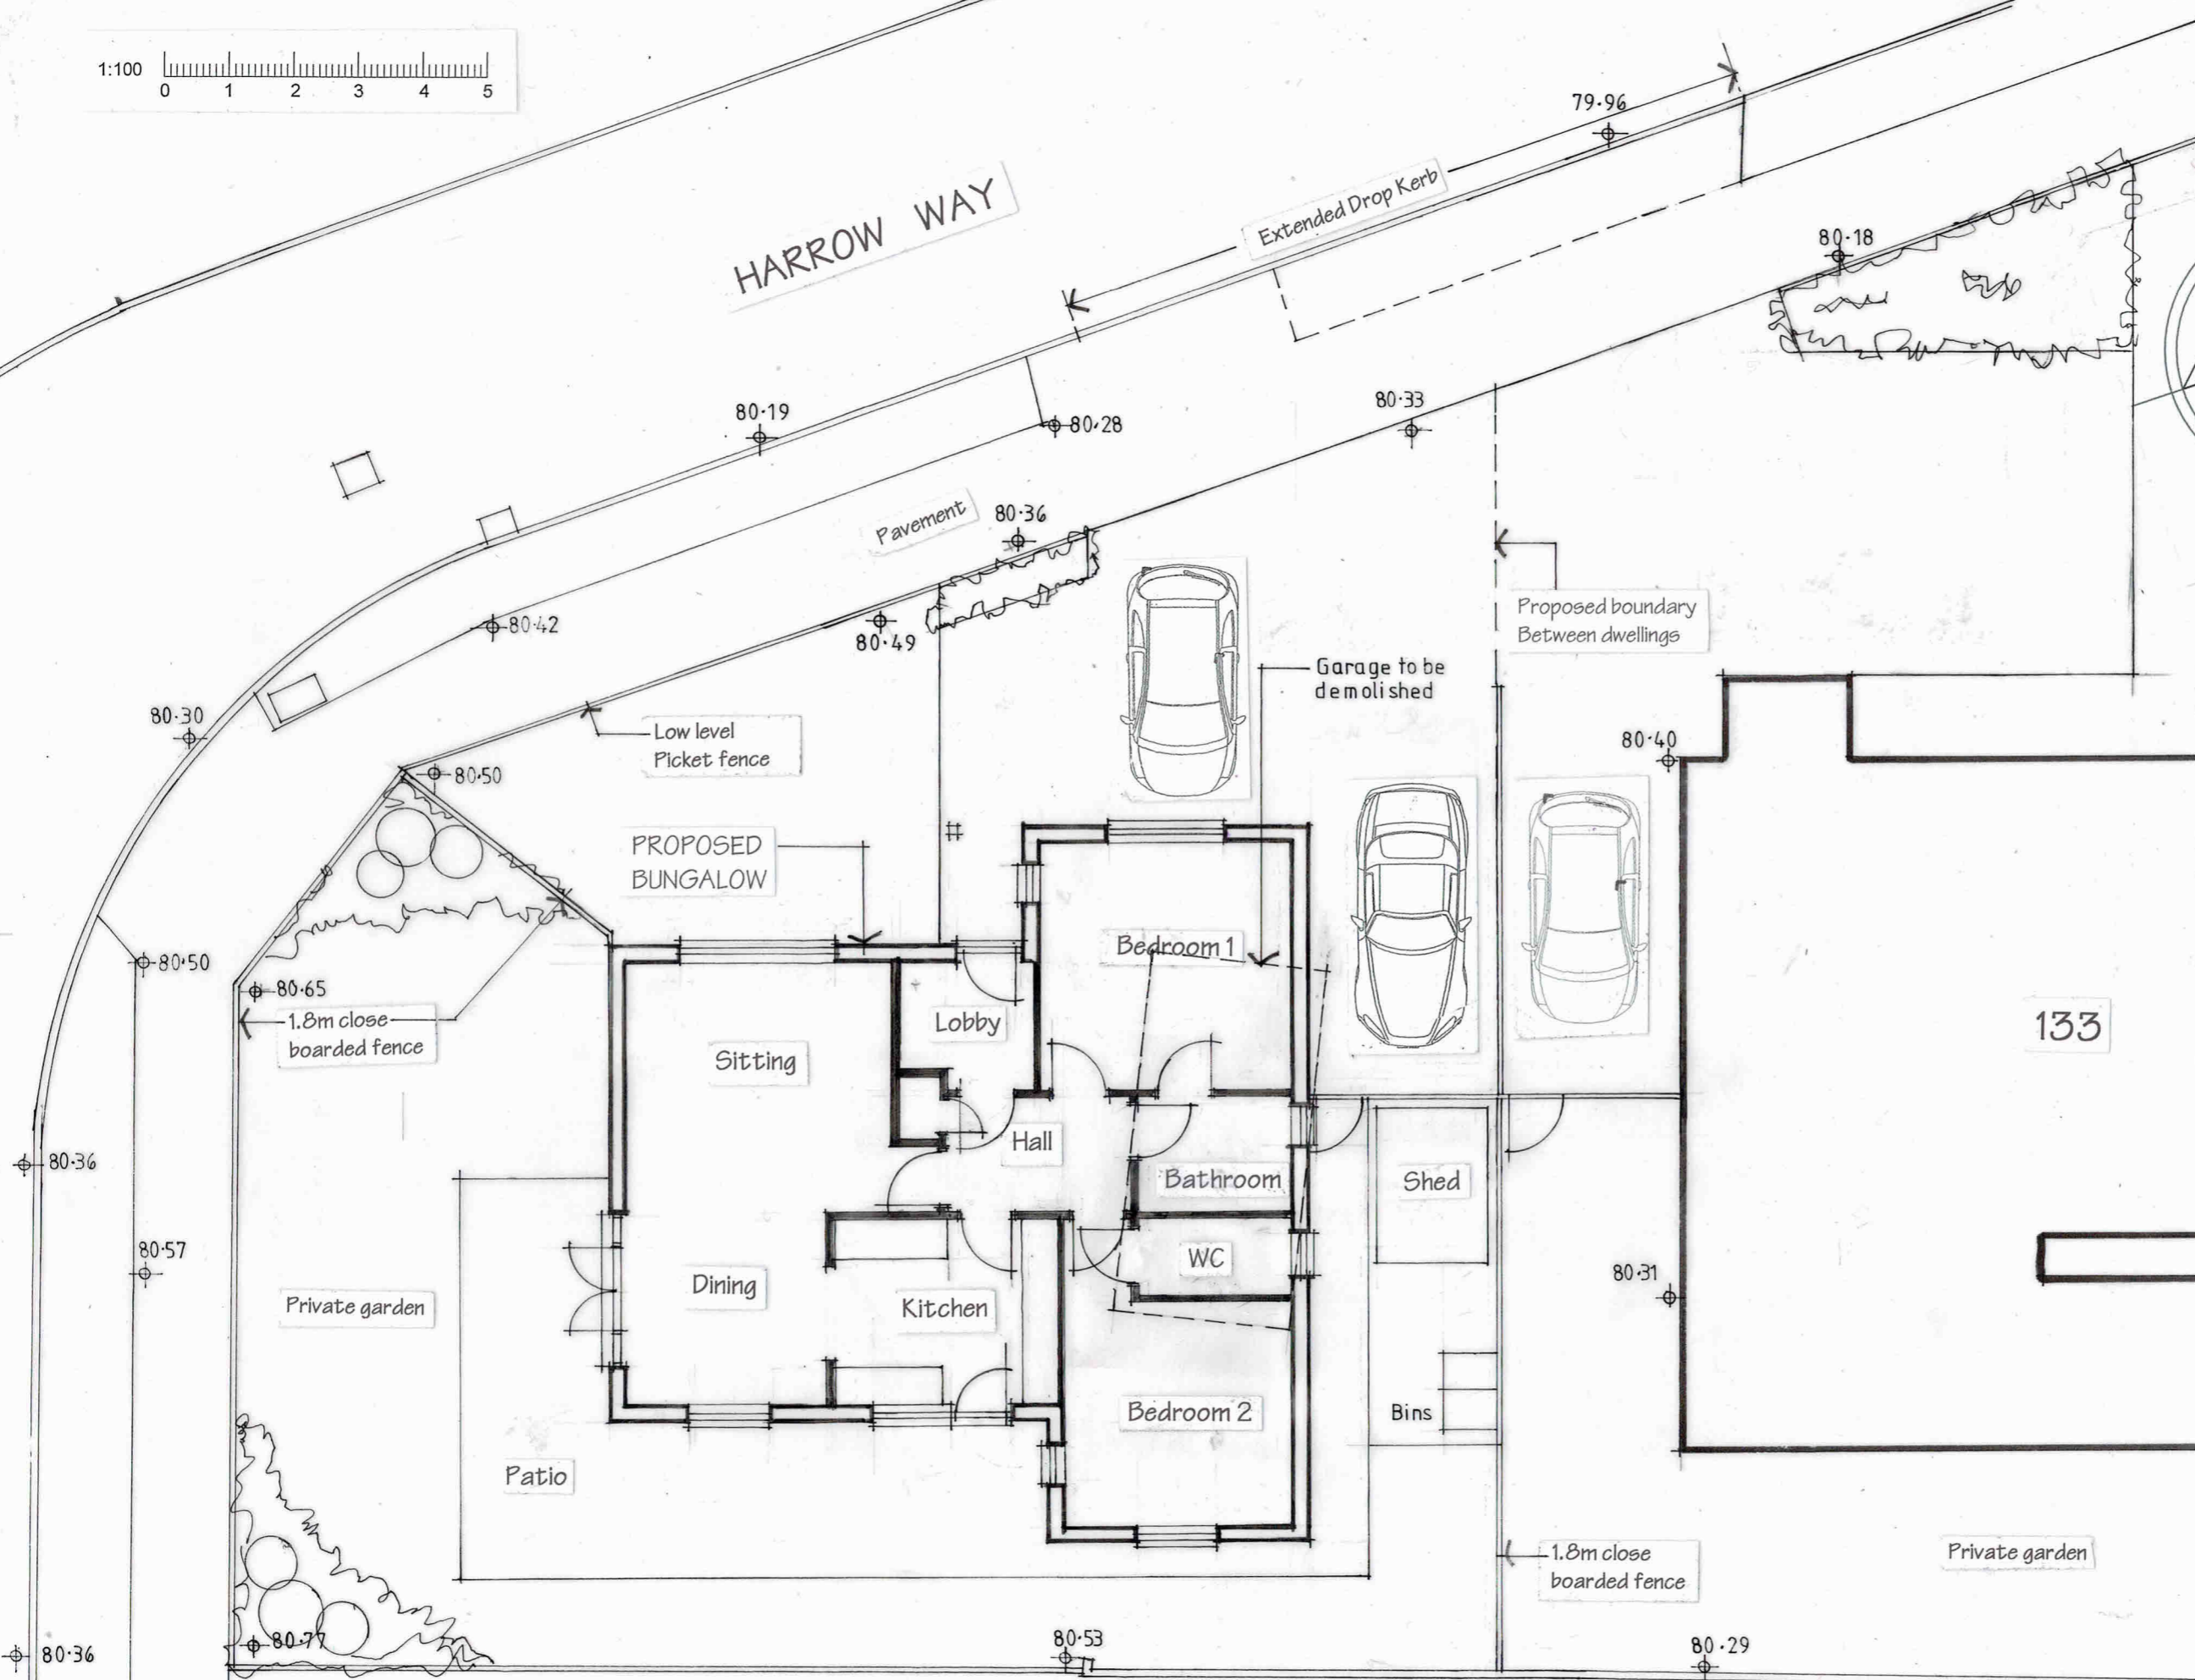 1:100
0 1 2 3 4 5
79.96
Extended Drop Kerb
HARROW WAY
80.18
80.19
80.28
80.33
Pavement
80.36
80.42
80.49
Proposed boundary
Between dwellings
Garage to be
demolished
80.30
Low level
Picket fence
80.50
80.40
PROPOSED
BUNGALOW
80.50
80.65
1.8m close
boarded fence
Bedroom 1
Lobby
Sitting
133
Hall
80.36
Bathroom
Shed
80.57
WC
80.31
Private garden
Dining
Kitchen
Bedroom 2
Bins
Patio
1.8m close
boarded fence
Private garden
80.77
80.36
80.53
80.29